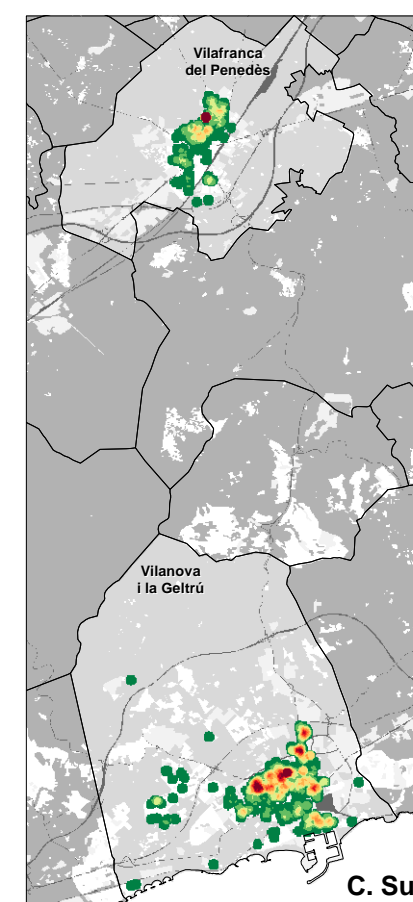 Vilafranca
del Penedès
Vilanova
i la Geltrú
C. Su